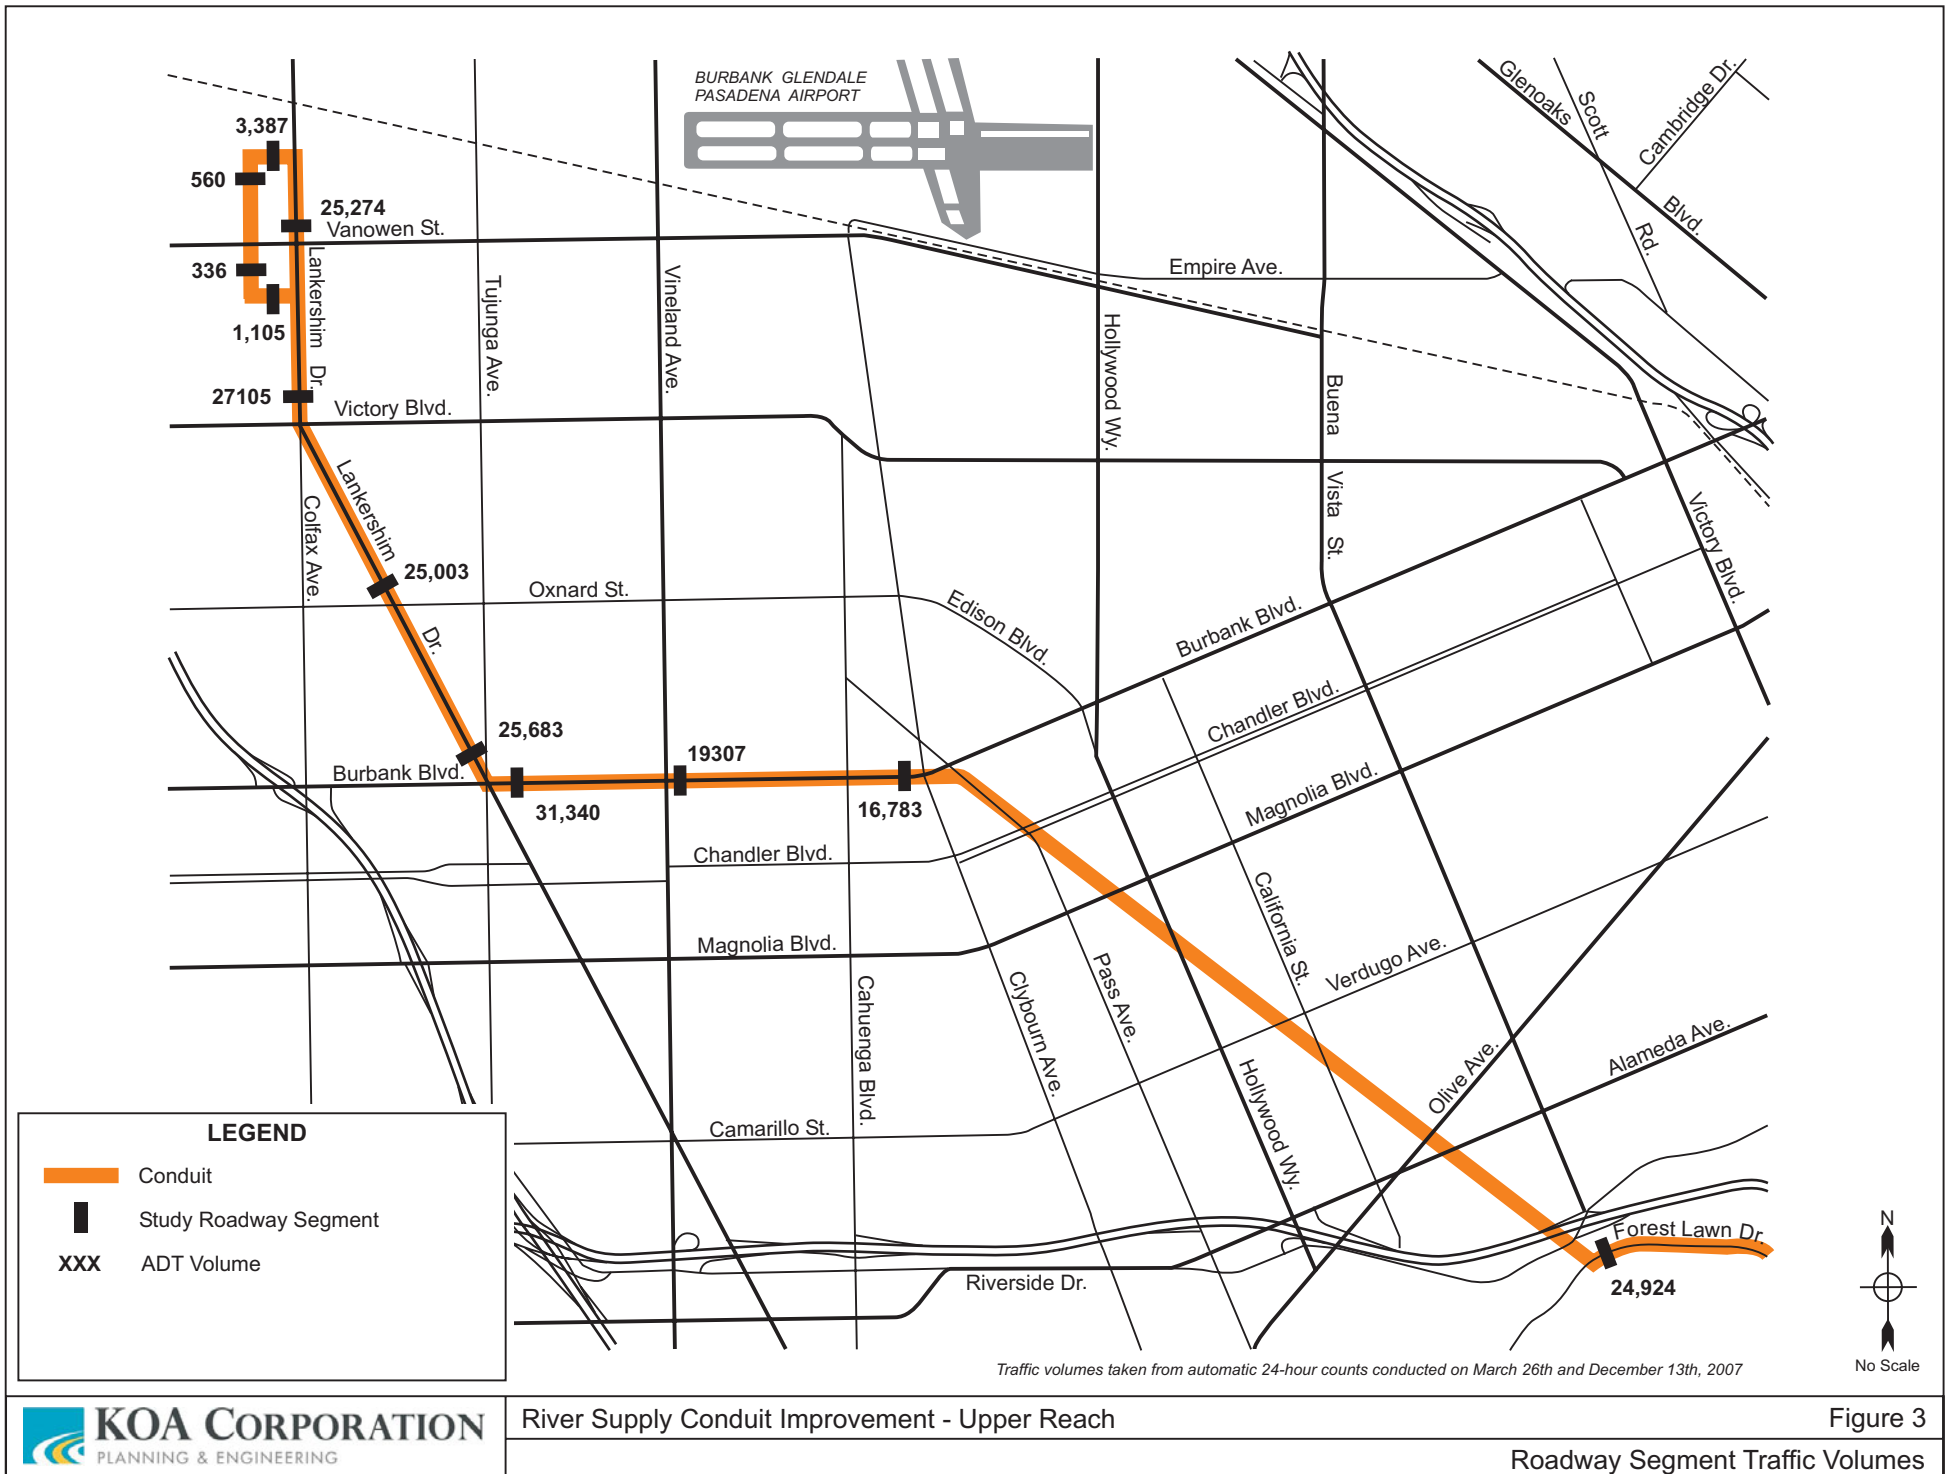 BURBANK GLENDALE
PASADENA AIRPORT
Glenoaks
Blvd.
Scott
Rd.
Cambridge Dr.
3,387
560
25,274
Vanowen St.
336
1,105
Lankershim Dr.
Tujunga Ave.
Vineland Ave.
Empire Ave.
Hollywood Wy.
Buena
Vista St.
27105
Victory Blvd.
Lankershim
Dr.
Colfax Ave.
25,003
Oxnard St.
Edison Blvd.
Burbank Blvd.
Victory Blvd.
Chandler Blvd.
25,683
19307
Burbank Blvd.
31,340
16,783
Magnolia Blvd.
Chandler Blvd.
California St.
Magnolia Blvd.
Verdugo Ave.
Cahuenga Blvd.
Clybourn Ave.
Pass Ave.
Hollywood Wy.
Olive Ave.
Alameda Ave.
Camarillo St.
Forest Lawn Dr.
24,924
Riverside Dr.
LEGEND
Conduit
Study Roadway Segment
XXX ADT Volume
N
No Scale
Traffic volumes taken from automatic 24-hour counts conducted on March 26th and December 13th, 2007
KOA CORPORATION
PLANNING & ENGINEERING
River Supply Conduit Improvement - Upper Reach
Figure 3
Roadway Segment Traffic Volumes